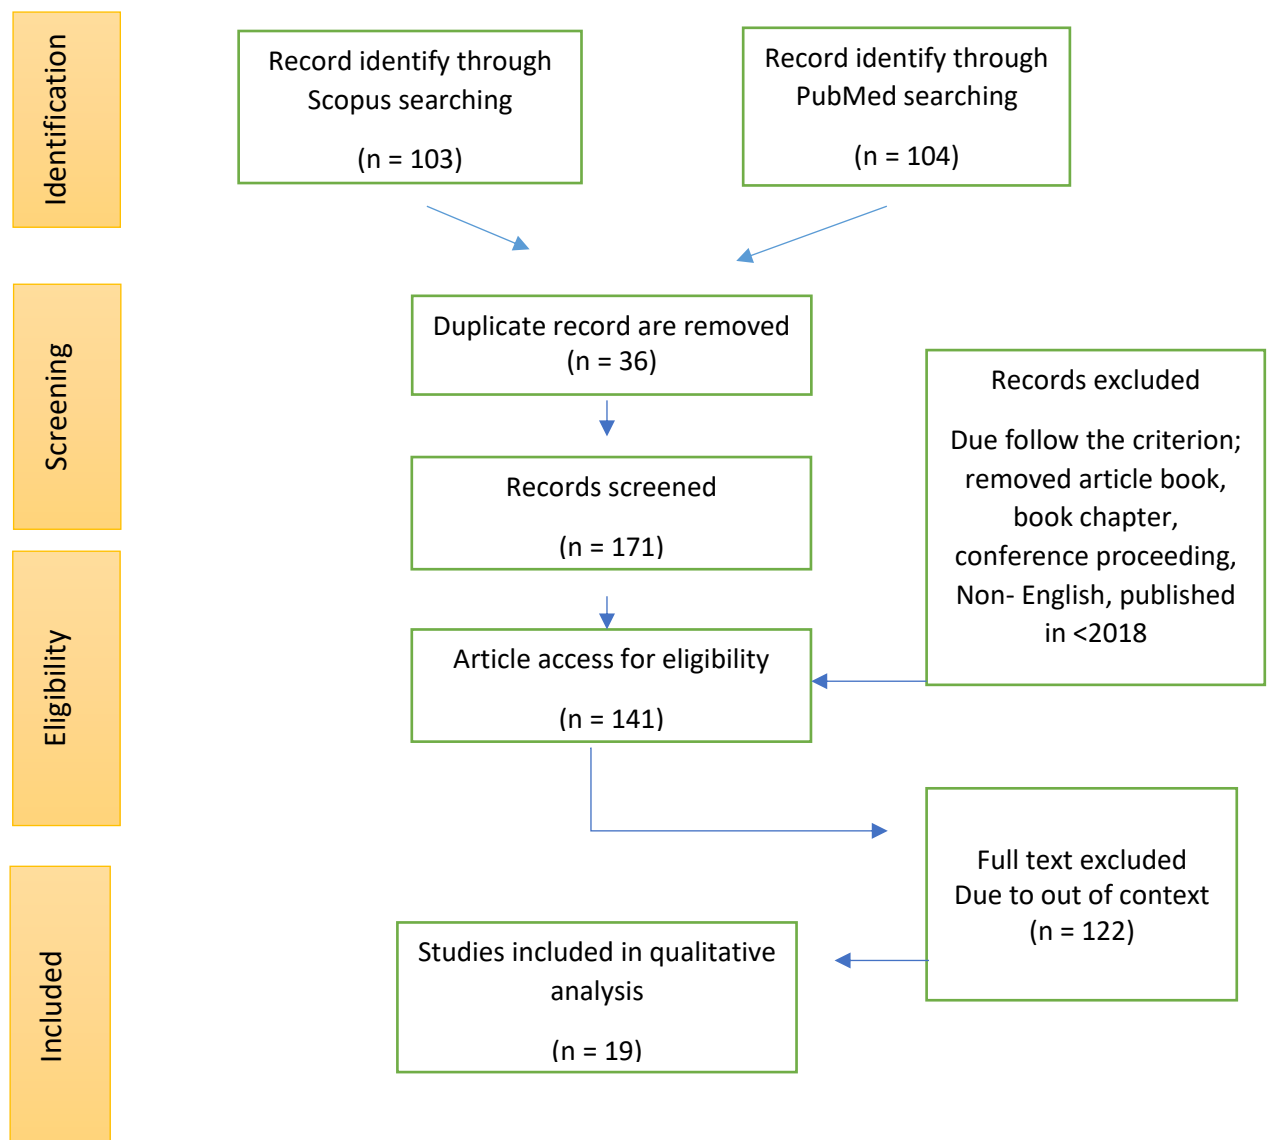 Identification
Record identify through
Scopus searching
(n = 103)
Record identify through
PubMed searching
(n = 104)
Screening
Duplicate record are removed
(n = 36)
Records screened
(n = 171)
Records excluded
Due follow the criterion;
removed article book,
book chapter,
conference proceeding,
Non- English, published
in <2018
Eligibility
Article access for eligibility
(n = 141)
Full text excluded
Due to out of context
(n = 122)
Included
Studies included in qualitative
analysis
(n = 19)